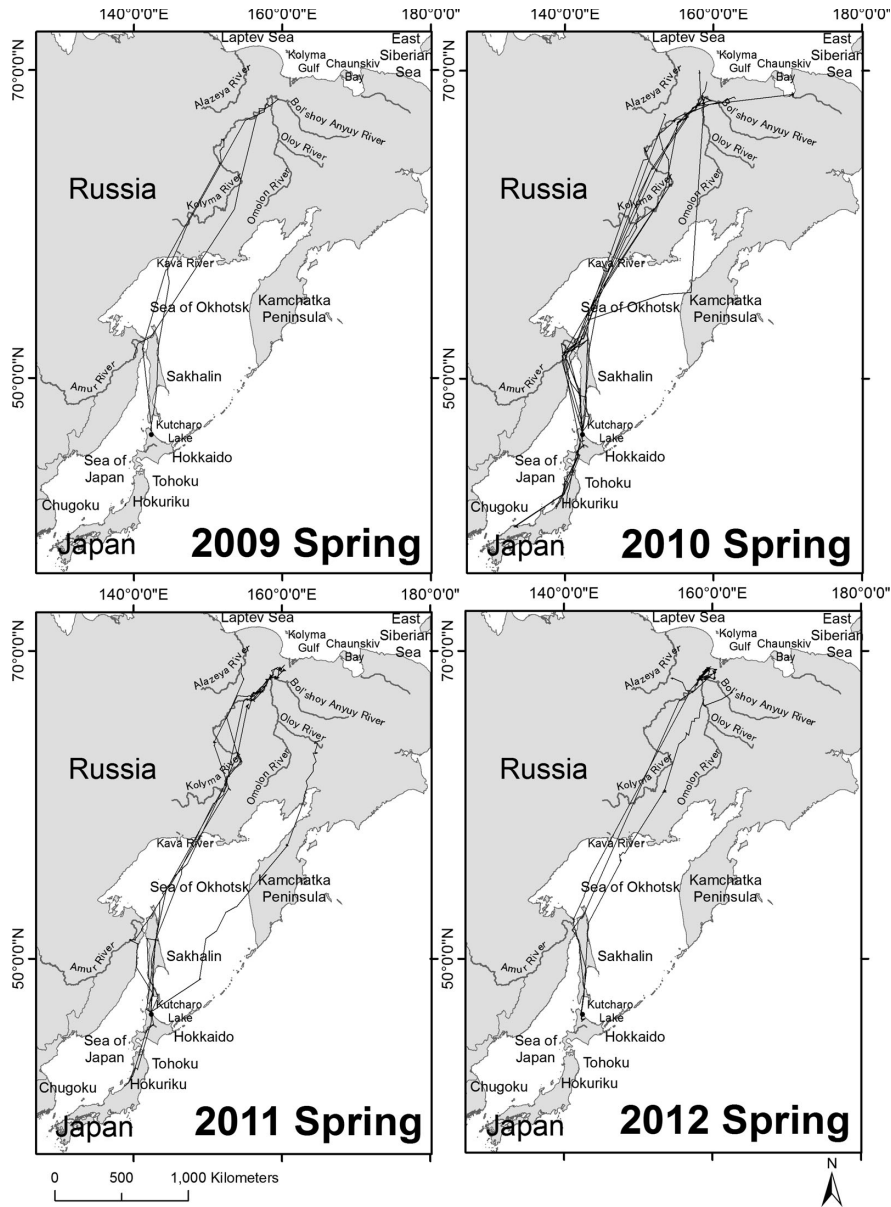 140°0'0"E 160°0'0"E 180°0'0"
70°0'0"N
50°0'0"N
Laptev Sea
East
Siberian
Sea
Kolyma
Gulf
Chaunskiv
Bay
Alazeya River
Bol'shoy Anyuy River
Oloy River
Russia
Kolyma River
Omolon River
Kava River
Sea of Okhotsk
Kamchatka
Peninsula
Amur River
Sakhalin
Kutcharo
Lake
Sea of
Japan
Hokkaido
Tohoku
Hokuriku
Chugoku
Japan
2009 Spring
140°0'0"E 160°0'0"E 180°0'0"
70°0'0"N
50°0'0"N
Laptev Sea
East
Siberian
Sea
Kolyma
Gulf
Chaunskiv
Bay
Alazeya River
Bol'shoy Anyuy River
Oloy River
Russia
Kolyma River
Omolon River
Kava River
Sea of Okhotsk
Kamchatka
Peninsula
Amur River
Sakhalin
Kutcharo
Lake
Sea of
Japan
Hokkaido
Tohoku
Hokuriku
Chugoku
Japan
2010 Spring
140°0'0"E 160°0'0"E 180°0'0"
70°0'0"N
50°0'0"N
Laptev Sea
East
Siberian
Sea
Kolyma
Gulf
Chaunskiv
Bay
Alazeya River
Bol'shoy Anyuy River
Oloy River
Russia
Kolyma River
Omolon River
Kava River
Sea of Okhotsk
Kamchatka
Peninsula
Amur River
Sakhalin
Kutcharo
Lake
Sea of
Japan
Hokkaido
Tohoku
Hokuriku
Chugoku
Japan
2011 Spring
140°0'0"E 160°0'0"E 180°0'0"
70°0'0"N
50°0'0"N
Laptev Sea
East
Siberian
Sea
Kolyma
Gulf
Chaunskiv
Bay
Alazeya River
Bol'shoy Anyuy River
Oloy River
Russia
Kolyma River
Omolon River
Kava River
Sea of Okhotsk
Kamchatka
Peninsula
Amur River
Sakhalin
Kutcharo
Lake
Sea of
Japan
Hokkaido
Tohoku
Hokuriku
Chugoku
Japan
2012 Spring
0 500 1,000 Kilometers
N